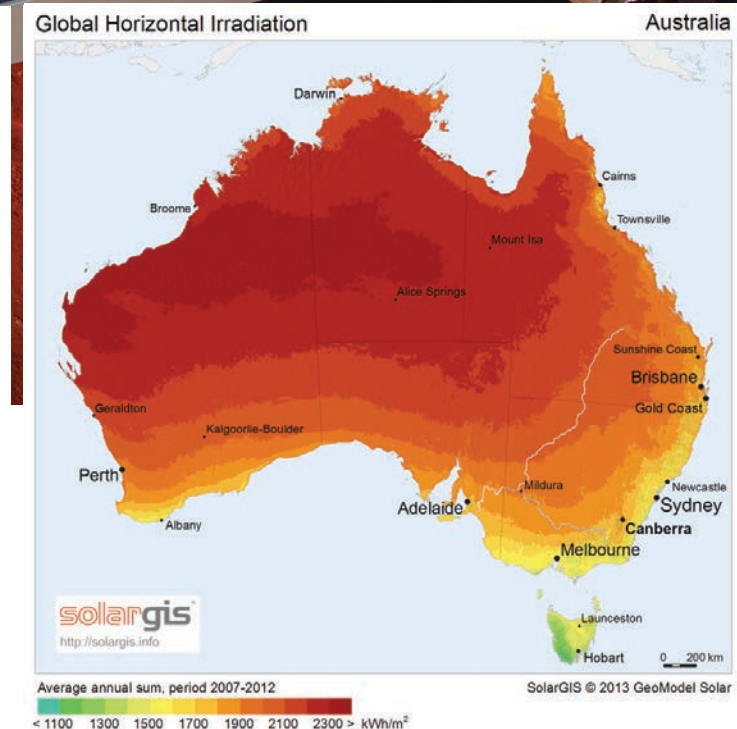 Global Horizontal Irradiation
Australia
Darwin
Cairns
Broome
Townsville
Mount Isa
Alice Springs
Sunshine Coast
Brisbane
Geraldton
Gold Coast
Kalgoorlie-Boulder
Perth
Mildura
Newcastle
Adelaide
Sydney
Albany
Canberra
Melbourne
solargis
http://solargis.info
Launceston
Hobart
0 200 km
Average annual sum, period 2007-2012
SolarGIS © 2013 GeoModel Solar
< 1100 1300 1500 1700 1900 2100 2300 > kWh/m²